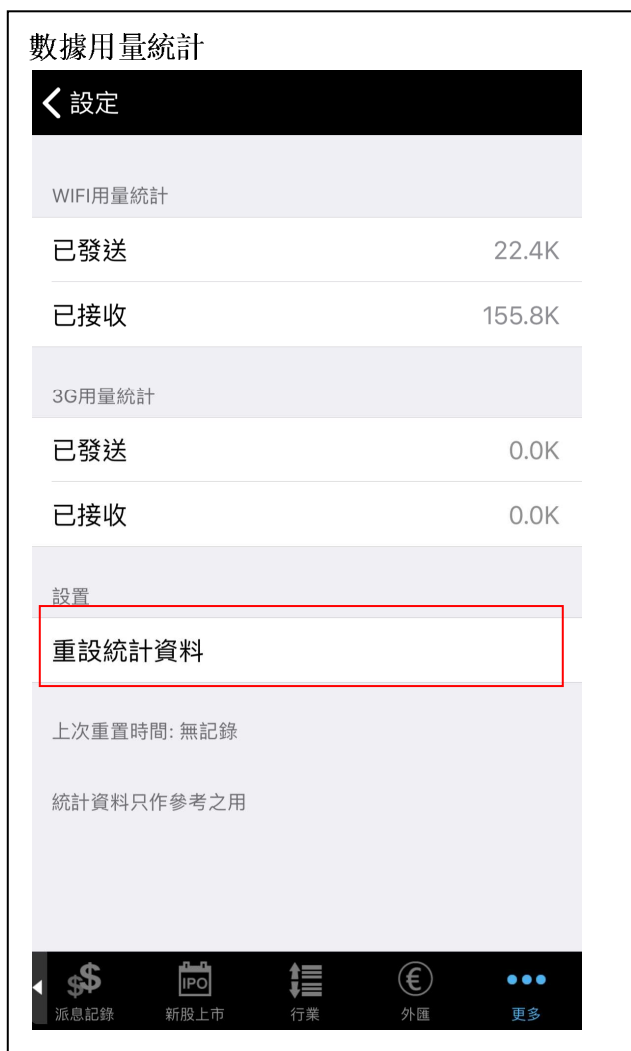 數據用量統計
設定
WIFI用量統計
已發送 22.4K
已接收 155.8K
3G用量統計
已發送 0.0K
已接收 0.0K
設置
重設統計資料
上次重置時間: 無記錄
統計資料只作參考之用
$$ IPO €
派息記錄 新股上市 行業 外匯 更多